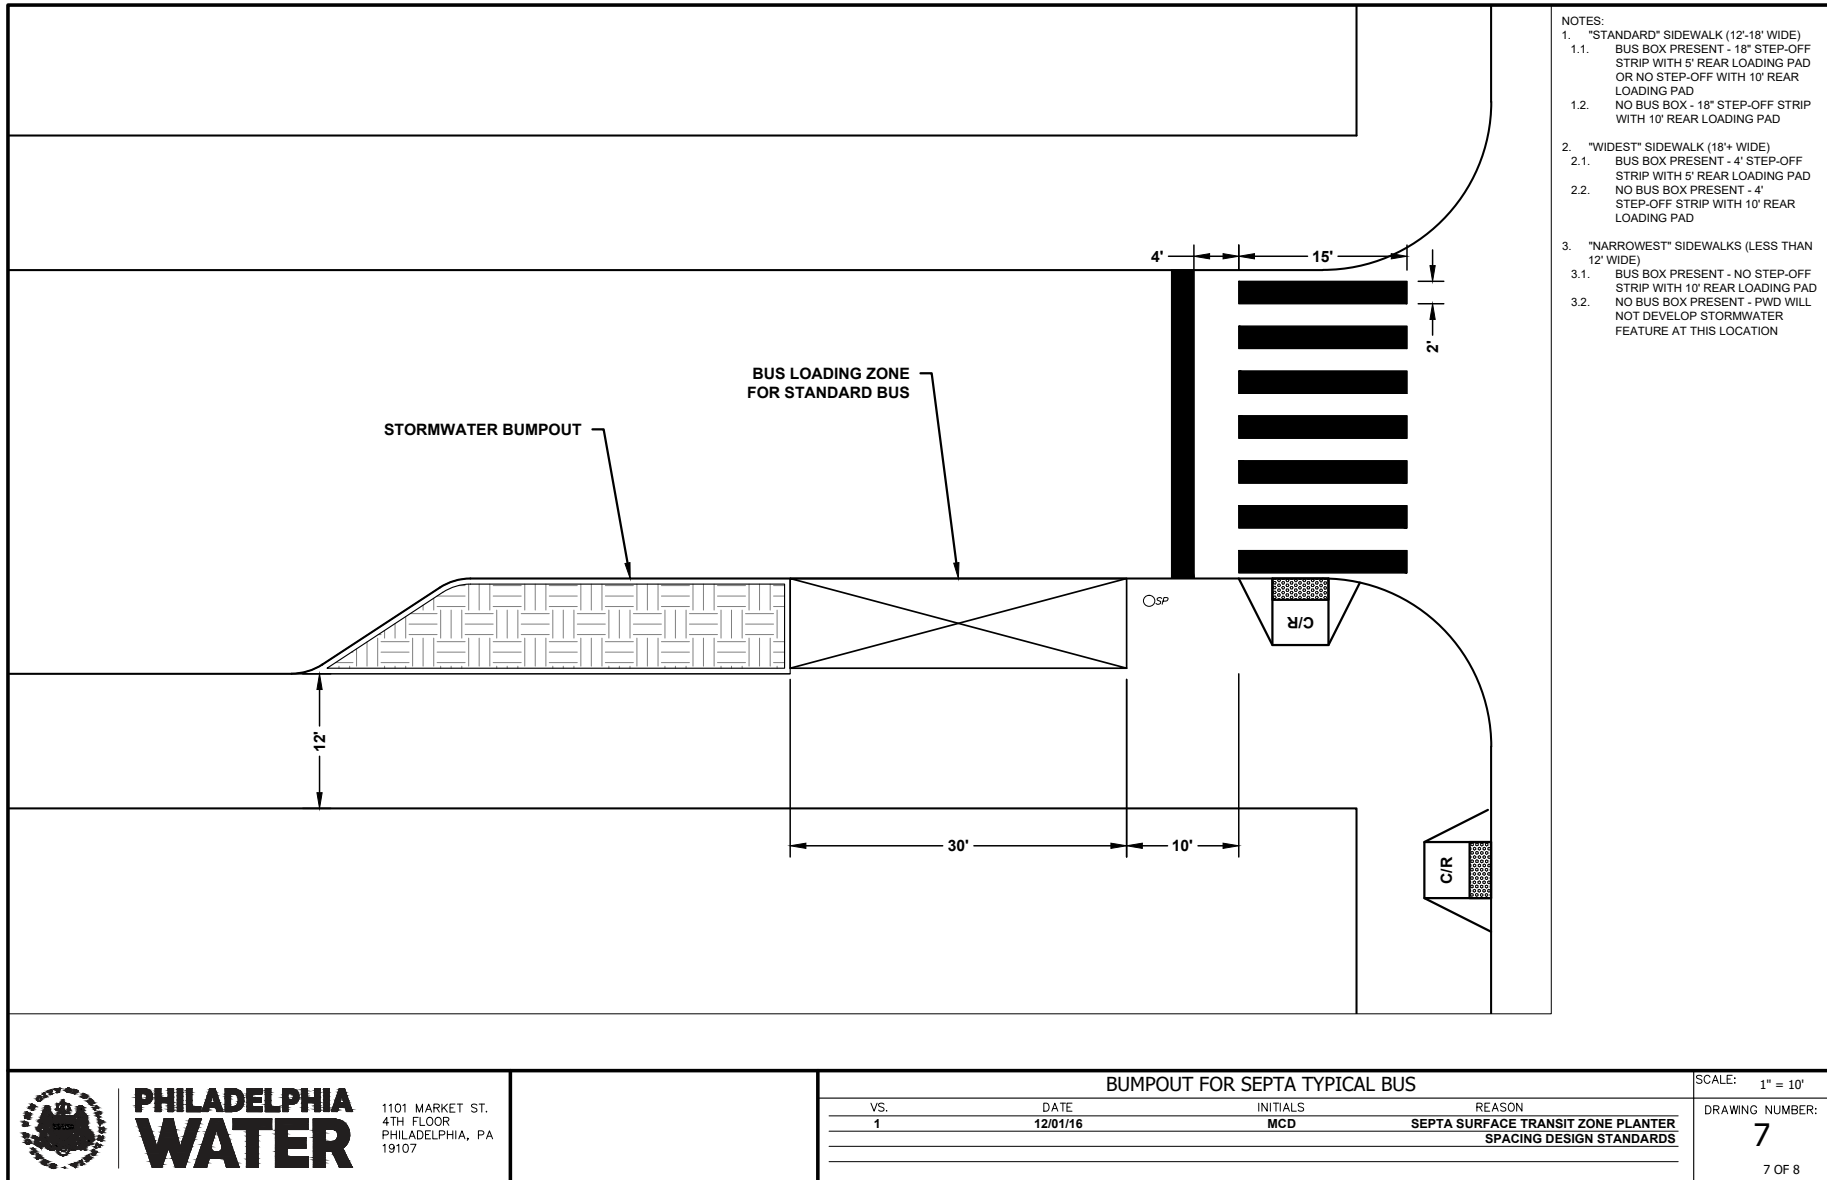 NOTES:
1. "STANDARD" SIDEWALK (12'-18' WIDE)
1.1. BUS BOX PRESENT - 18" STEP-OFF
STRIP WITH 5' REAR LOADING PAD
OR NO STEP-OFF WITH 10' REAR
LOADING PAD
1.2. NO BUS BOX - 18" STEP-OFF STRIP
WITH 10' REAR LOADING PAD
2. "WIDEST" SIDEWALK (18'+ WIDE)
2.1. BUS BOX PRESENT - 4' STEP-OFF
STRIP WITH 5' REAR LOADING PAD
2.2. NO BUS BOX PRESENT - 4'
STEP-OFF STRIP WITH 10' REAR
LOADING PAD
3. "NARROWEST" SIDEWALKS (LESS THAN
12' WIDE)
3.1. BUS BOX PRESENT - NO STEP-OFF
STRIP WITH 10' REAR LOADING PAD
3.2. NO BUS BOX PRESENT - PWD WILL
NOT DEVELOP STORMWATER
FEATURE AT THIS LOCATION
4'
15'
2'
BUS LOADING ZONE
FOR STANDARD BUS
STORMWATER BUMPOUT
SP
C/R
12'
30'
10'
C/R
PHILADELPHIA
WATER
1101 MARKET ST.
4TH FLOOR
PHILADELPHIA, PA
19107
BUMPOUT FOR SEPTA TYPICAL BUS
VS. DATE INITIALS REASON
1 12/01/16 MCD SEPTA SURFACE TRANSIT ZONE PLANTER
SPACING DESIGN STANDARDS
SCALE: 1" = 10'
DRAWING NUMBER:
7
7 OF 8